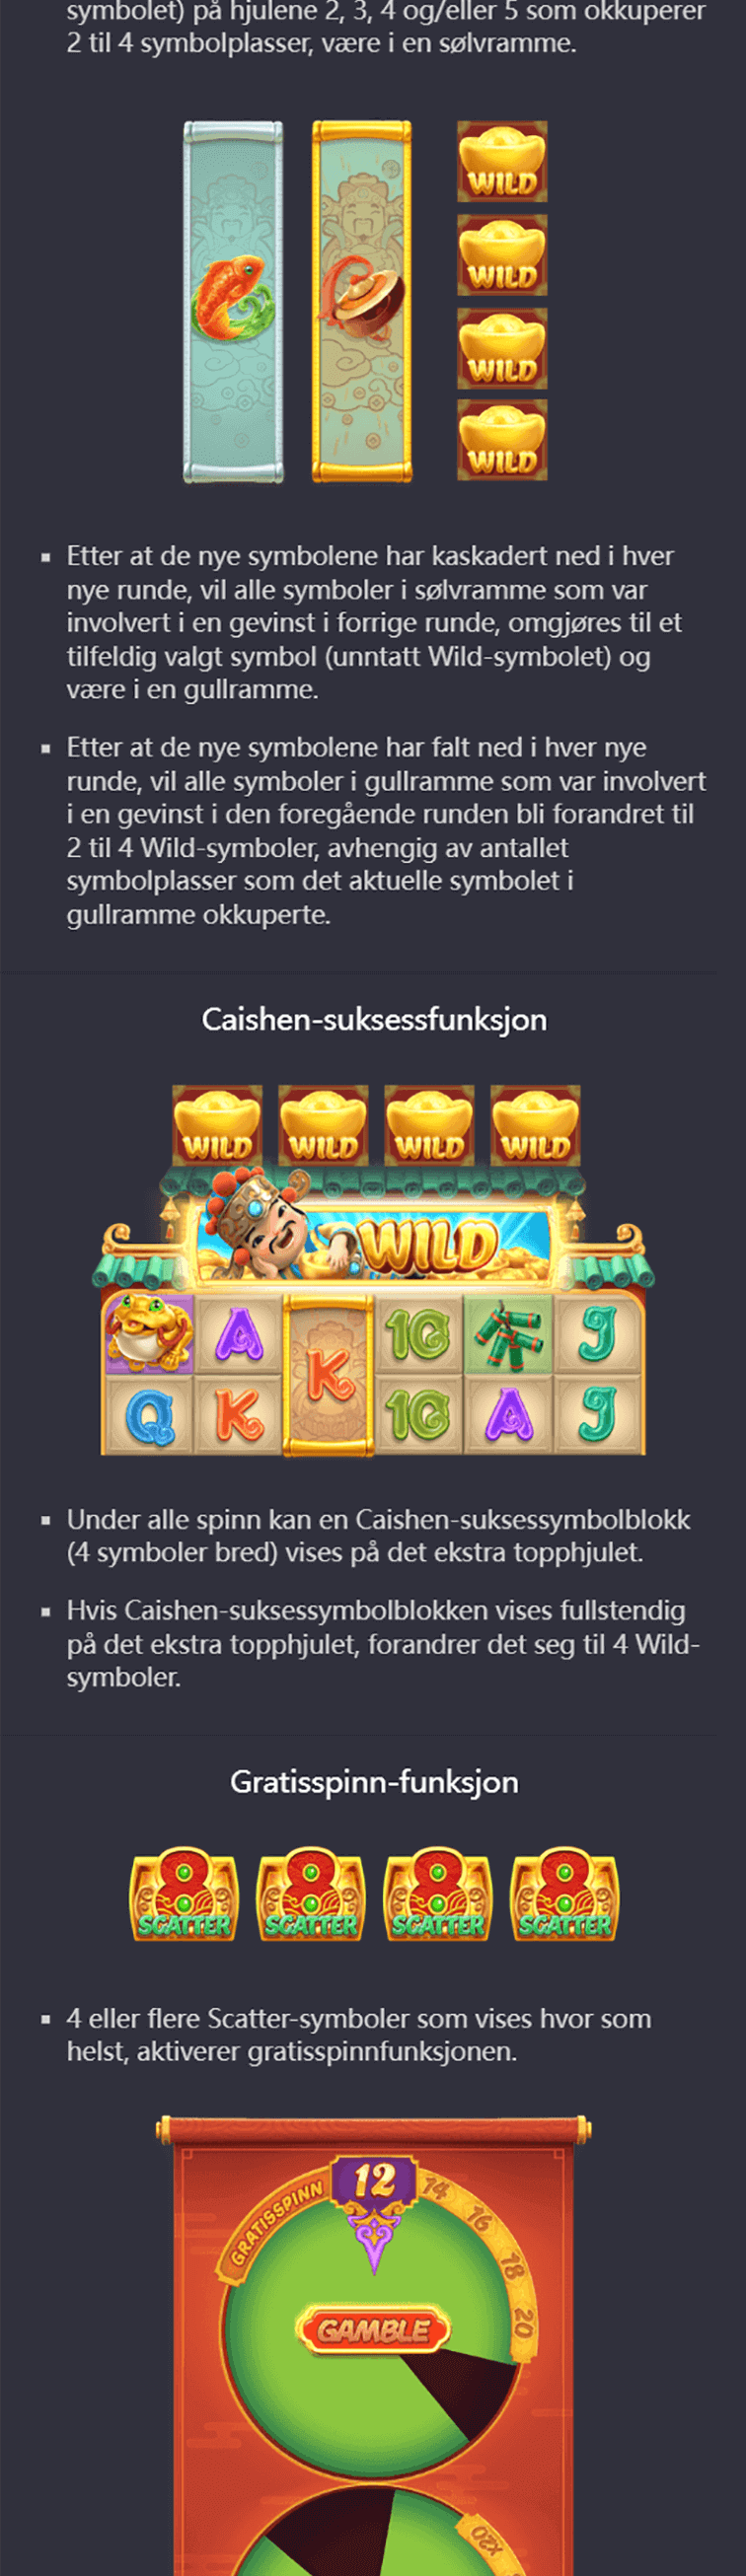 symbolet) på hjulene 2, 3, 4 og/eller 5 som okkuperer
2 til 4 symbolplasser, være i en sølvramme.
WILD
WILD
WILD
WILD
▪ Etter at de nye symbolene har kaskadert ned i hver
nye runde, vil alle symboler i sølvramme som var
involvert i en gevinst i forrige runde, omgjøres til et
tilfeldig valgt symbol (unntatt Wild-symbolet) og
være i en gullramme.
▪ Etter at de nye symbolene har falt ned i hver nye
runde, vil alle symboler i gullramme som var involvert
i en gevinst i den foregående runden bli forandret til
2 til 4 Wild-symboler, avhengig av antallet
symbolplasser som det aktuelle symbolet i
gullramme okkuperte.
Caishen-suksessfunksjon
WILD WILD WILD WILD
WILD
A 10 J
K
Q K 10 A J
▪ Under alle spinn kan en Caishen-suksessymbolblokk
(4 symboler bred) vises på det ekstra topphjulet.
▪ Hvis Caishen-suksessymbolblokken vises fullstendig
på det ekstra topphjulet, forandrer det seg til 4 Wild-
symboler.
Gratisspinn-funksjon
8 8 8 8
SCATTER SCATTER SCATTER SCATTER
▪ 4 eller flere Scatter-symboler som vises hvor som
helst, aktiverer gratisspinnfunksjonen.
GRATISSPINN 12 14 16 18 20
GAMBLE
X20